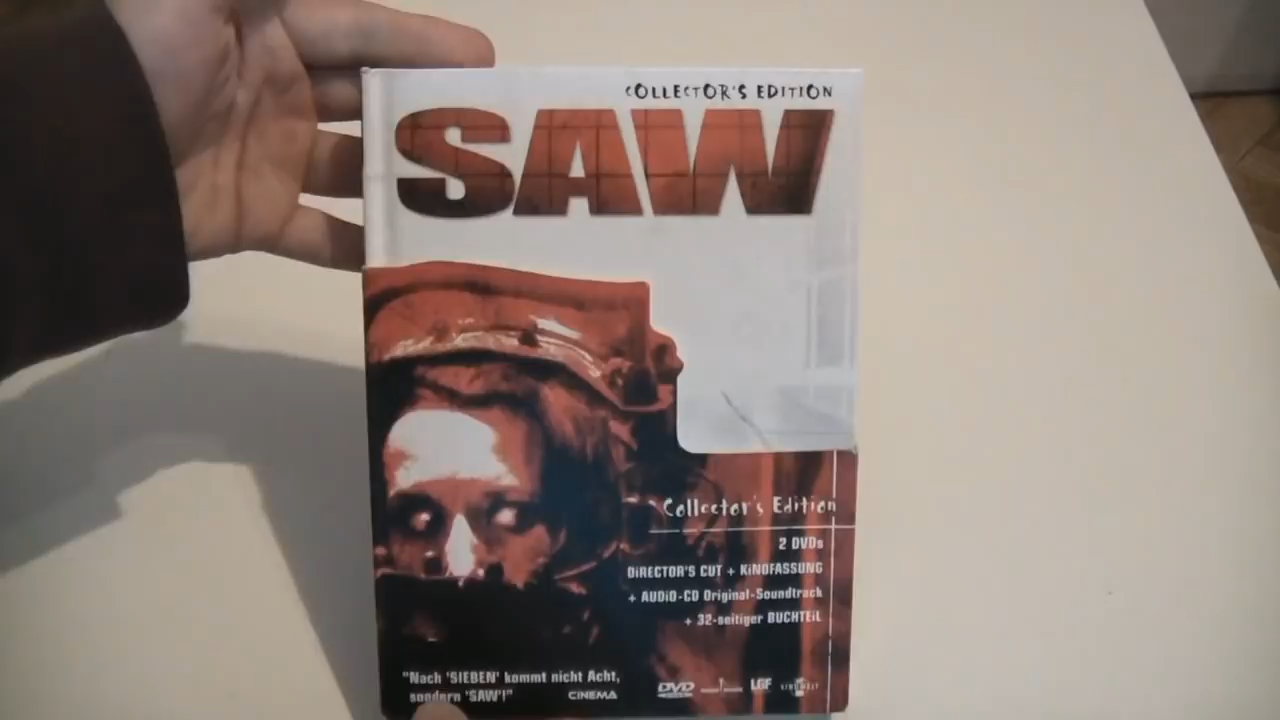 COLLECTOR'S EDITION
SAW
Collector's Edition
2 DVDs
DiRECTOR'S CUT + KiNOFASSUNG
+ AUDiO-CD Original-Soundtrack
+ 32-seitiger BUCHTEiL
"Nach 'SIEBEN' kommt nicht Acht,
sondern 'SAW'!" CiNEMA
DVD LGF KINOWELT